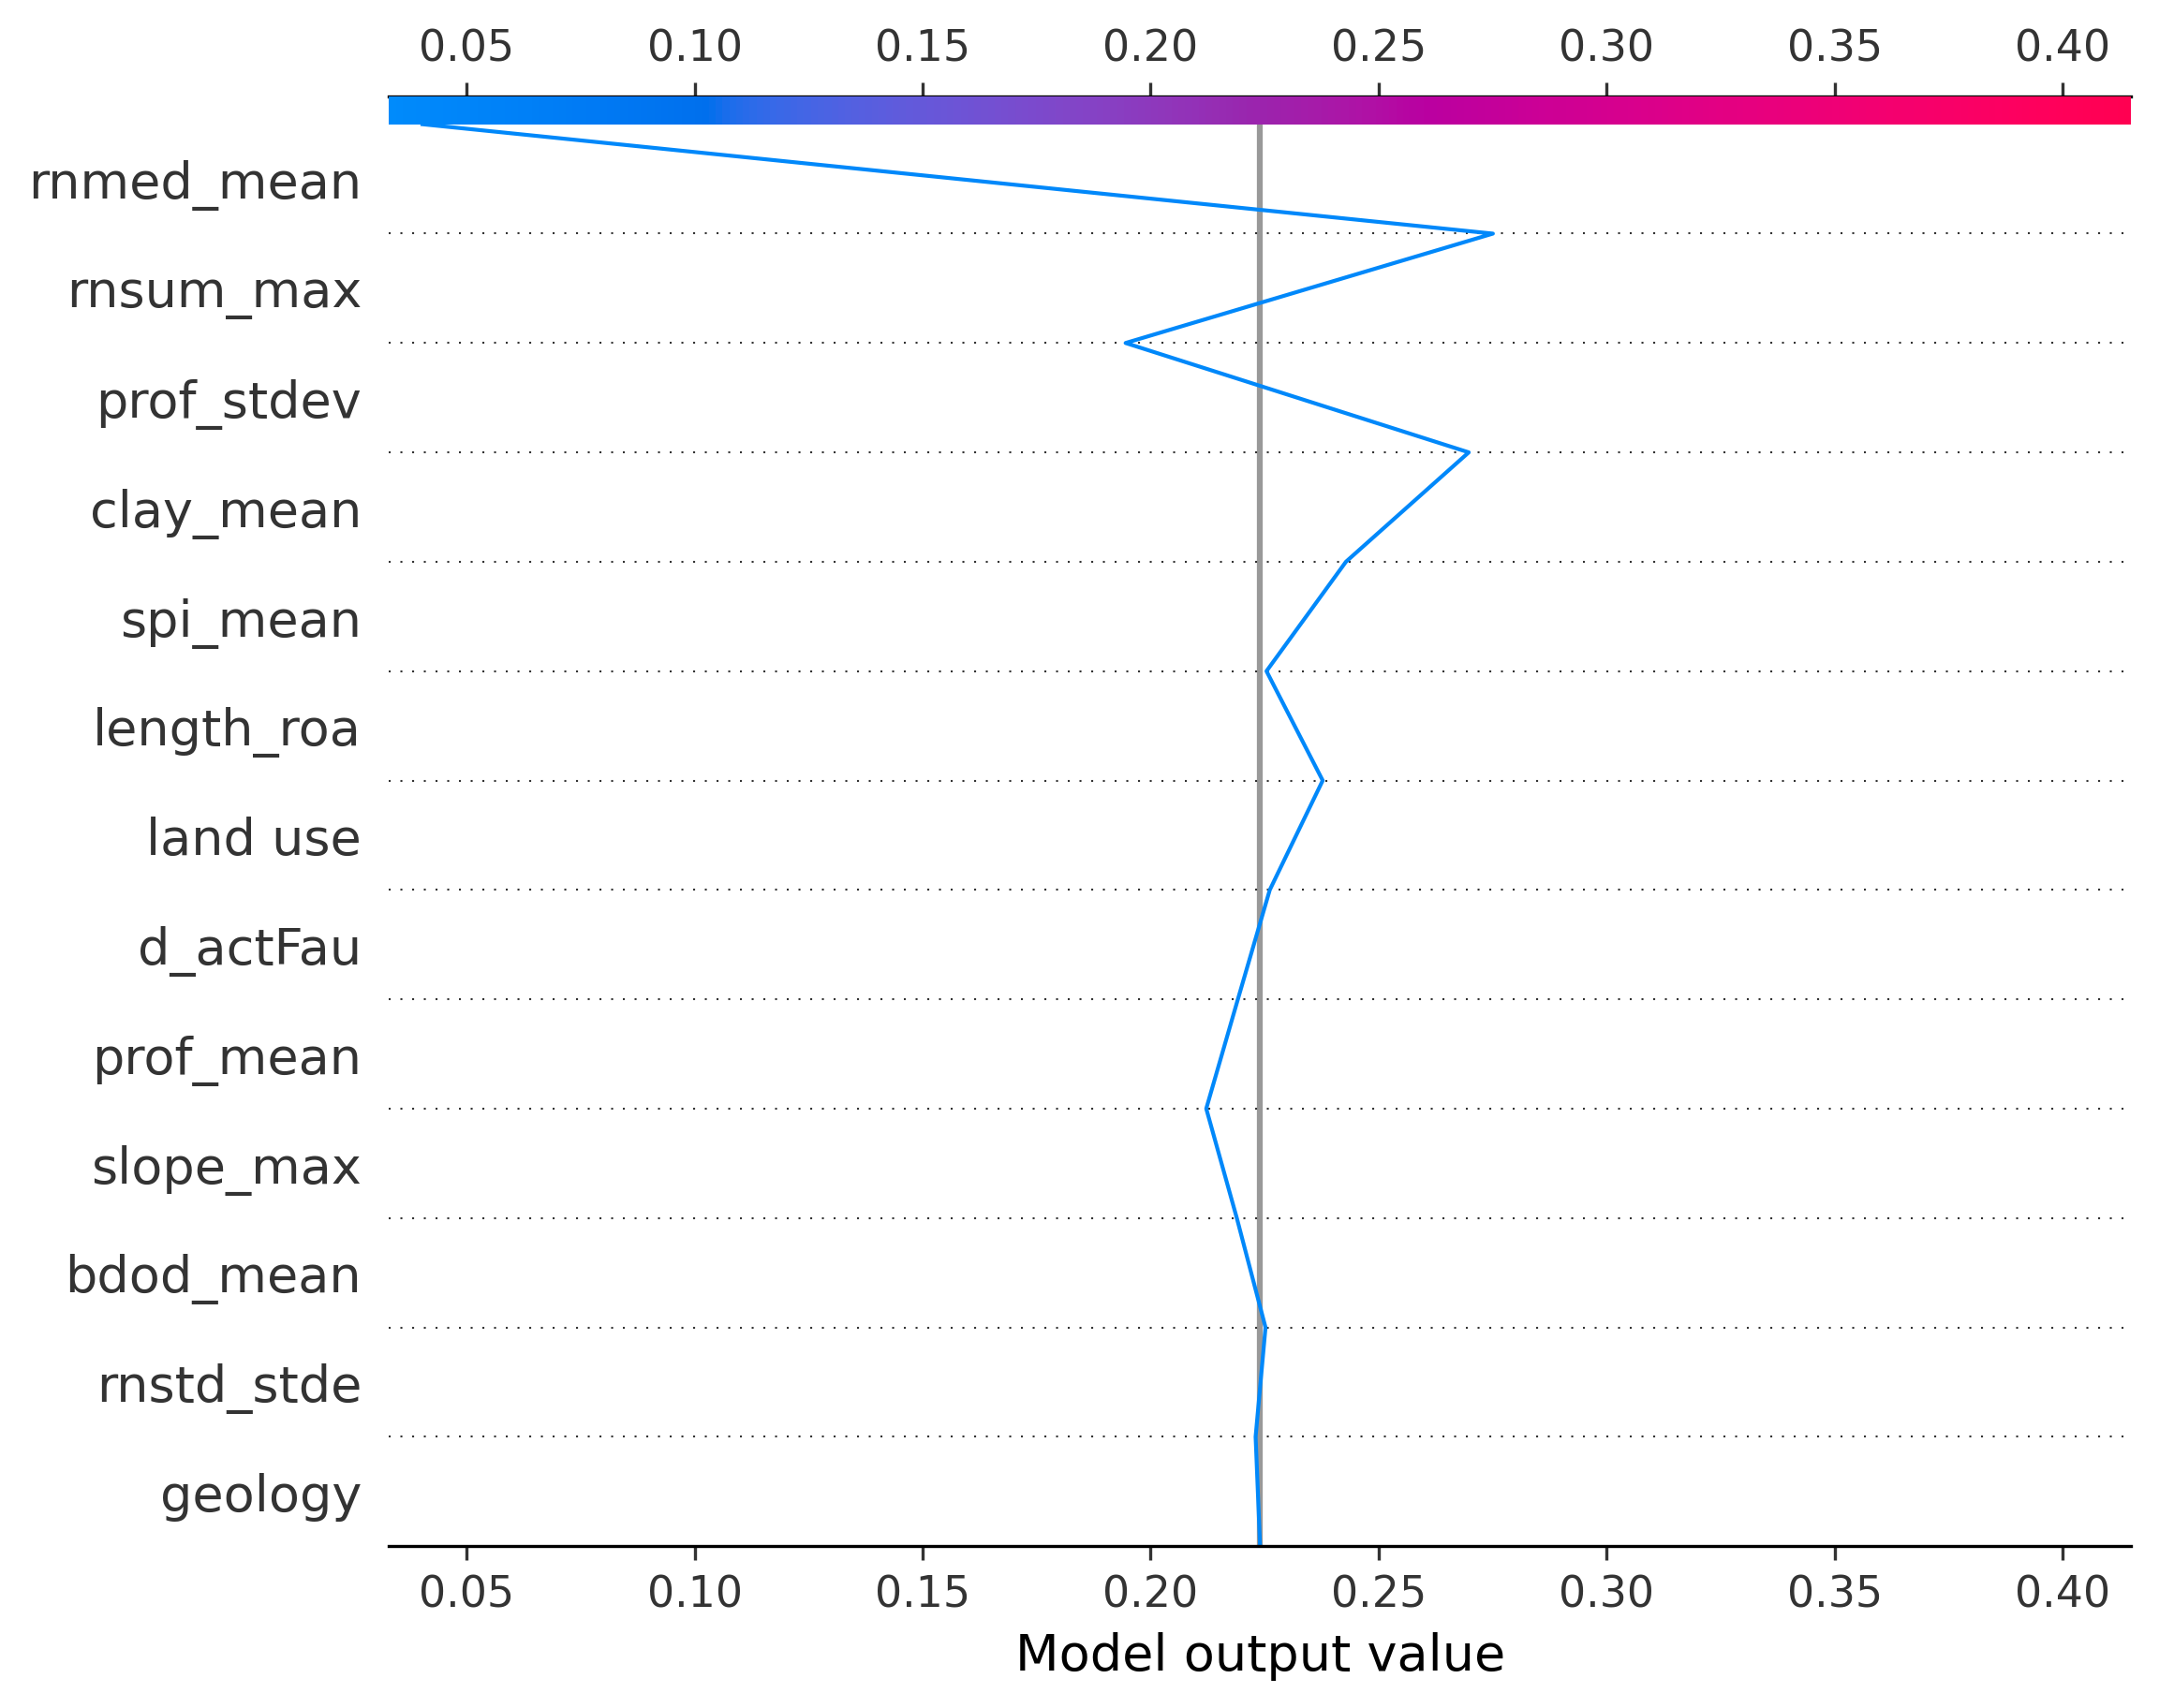 0.05 0.10 0.15 0.20 0.25 0.30 0.35 0.40
rnmed_mean
rnsum_max
prof_stdev
clay_mean
spi_mean
length_roa
land use
d_actFau
prof_mean
slope_max
bdod_mean
rnstd_stde
geology
0.05 0.10 0.15 0.20 0.25 0.30 0.35 0.40
Model output value